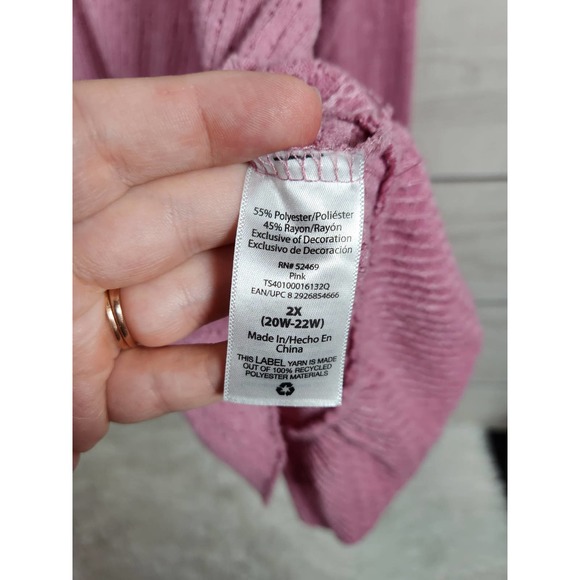 55% Polyester/Poliéster
45% Rayon/Rayón
Exclusive of Decoration
Exclusivo de Decoración
RN# 52469
Pink
TS40100016132Q
EAN/UPC 8 2926854666
2X
(20W-22W)
Made In/Hecho En
China
THIS LABEL YARN IS MADE
OUT OF 100% RECYCLED
POLYESTER MATERIALS